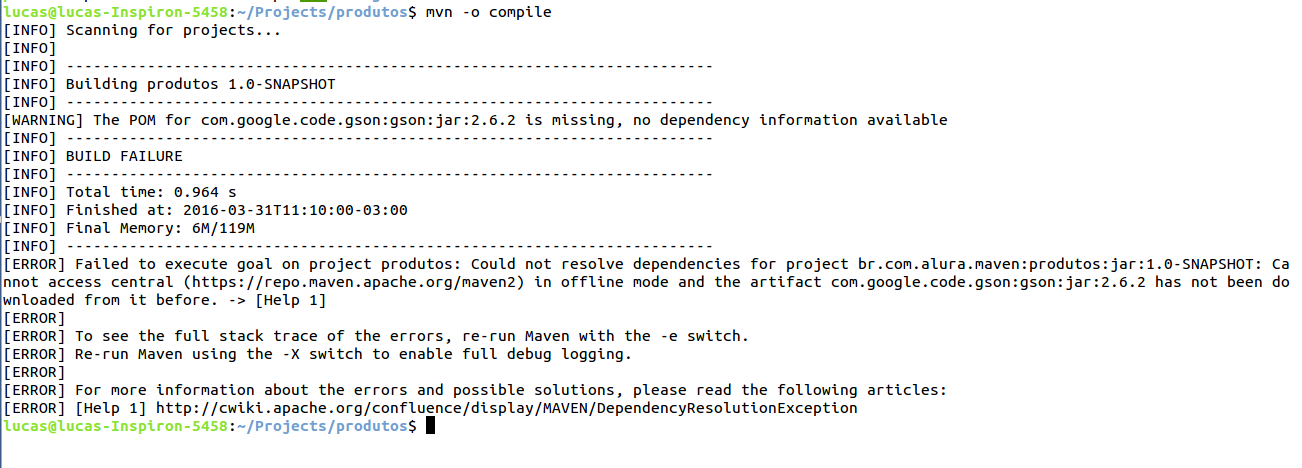 lucas@lucas-Inspiron-5458:~/Projects/produtos$ mvn -o compile
[INFO] Scanning for projects...
[INFO]
[INFO] ------------------------------------------------------------------------
[INFO] Building produtos 1.0-SNAPSHOT
[INFO] ------------------------------------------------------------------------
[WARNING] The POM for com.google.code.gson:gson:jar:2.6.2 is missing, no dependency information available
[INFO] ------------------------------------------------------------------------
[INFO] BUILD FAILURE
[INFO] ------------------------------------------------------------------------
[INFO] Total time: 0.964 s
[INFO] Finished at: 2016-03-31T11:10:00-03:00
[INFO] Final Memory: 6M/119M
[INFO] ------------------------------------------------------------------------
[ERROR] Failed to execute goal on project produtos: Could not resolve dependencies for project br.com.alura.maven:produtos:jar:1.0-SNAPSHOT: Ca
nnot access central (https://repo.maven.apache.org/maven2) in offline mode and the artifact com.google.code.gson:gson:jar:2.6.2 has not been do
wnloaded from it before. -> [Help 1]
[ERROR]
[ERROR] To see the full stack trace of the errors, re-run Maven with the -e switch.
[ERROR] Re-run Maven using the -X switch to enable full debug logging.
[ERROR]
[ERROR] For more information about the errors and possible solutions, please read the following articles:
[ERROR] [Help 1] http://cwiki.apache.org/confluence/display/MAVEN/DependencyResolutionException
lucas@lucas-Inspiron-5458:~/Projects/produtos$